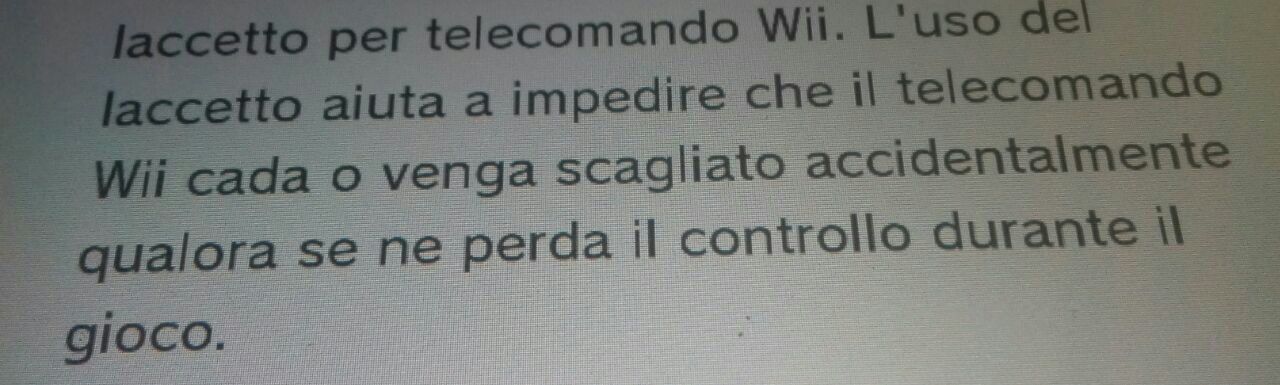 laccetto per telecomando Wii. L'uso del
laccetto aiuta a impedire che il telecomando
Wii cada o venga scagliato accidentalmente
qualora se ne perda il controllo durante il
gioco.